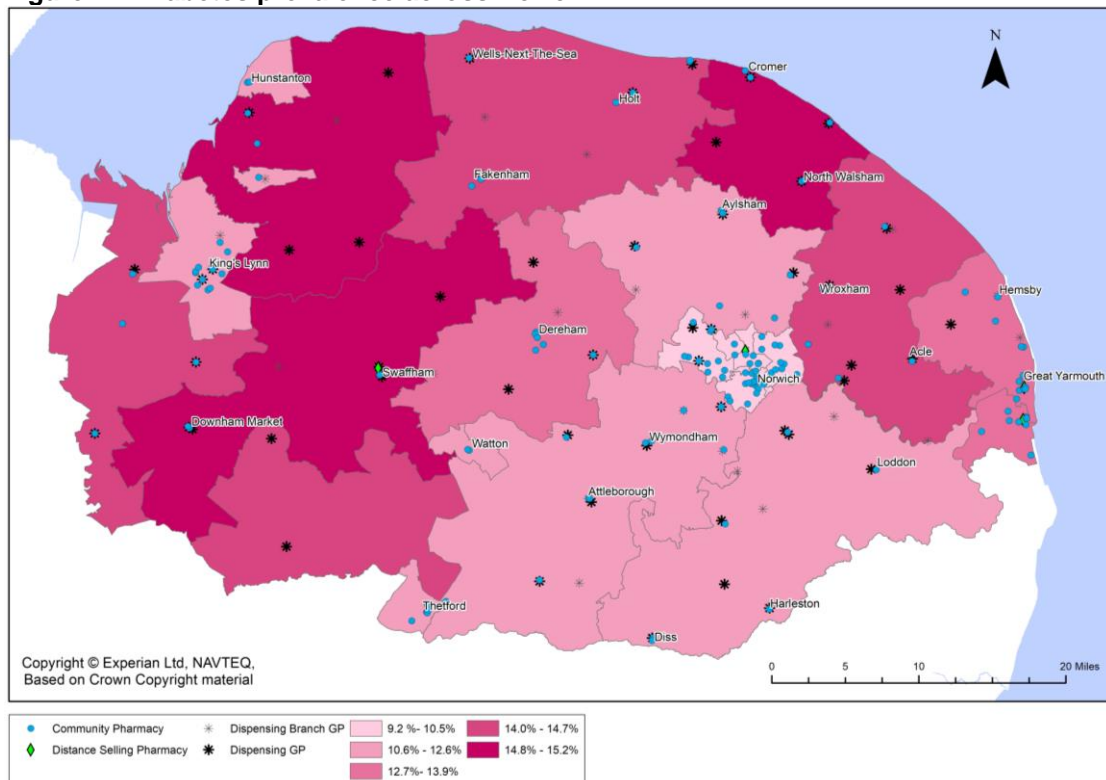 N
Wells-Next-The-Sea
Cromer
Hunstanton
Holt
Fakenham
North Walsham
Aylsham
King's Lynn
Wroxham
Hemsby
Dereham
Acle
Swaffham
Norwich
Great Yarmouth
Downham Market
Watton
Wymondham
Loddon
Attleborough
Thetford
Harleston
Diss
Copyright © Experian Ltd, NAVTEQ,
Based on Crown Copyright material
0 5 10 20 Miles
Community Pharmacy Dispensing Branch GP 9.2 %- 10.5% 14.0% - 14.7%
Distance Selling Pharmacy Dispensing GP 10.6% - 12.6% 14.8% - 15.2%
12.7%- 13.9%